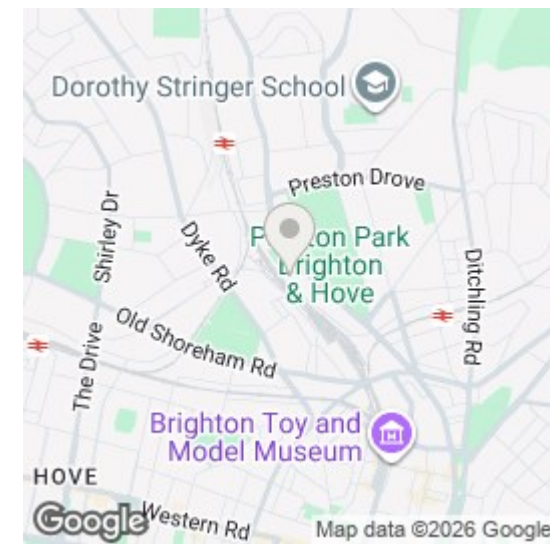 Dorothy Stringer School
Preston Drove
Shirley Dr
Dyke Rd
Park
Brighton
& Hove
Ditchling Rd
Old Shoreham Rd
The Drive
Brighton Toy and
Model Museum
HOVE
Western Rd
Google
Map data ©2026 Google